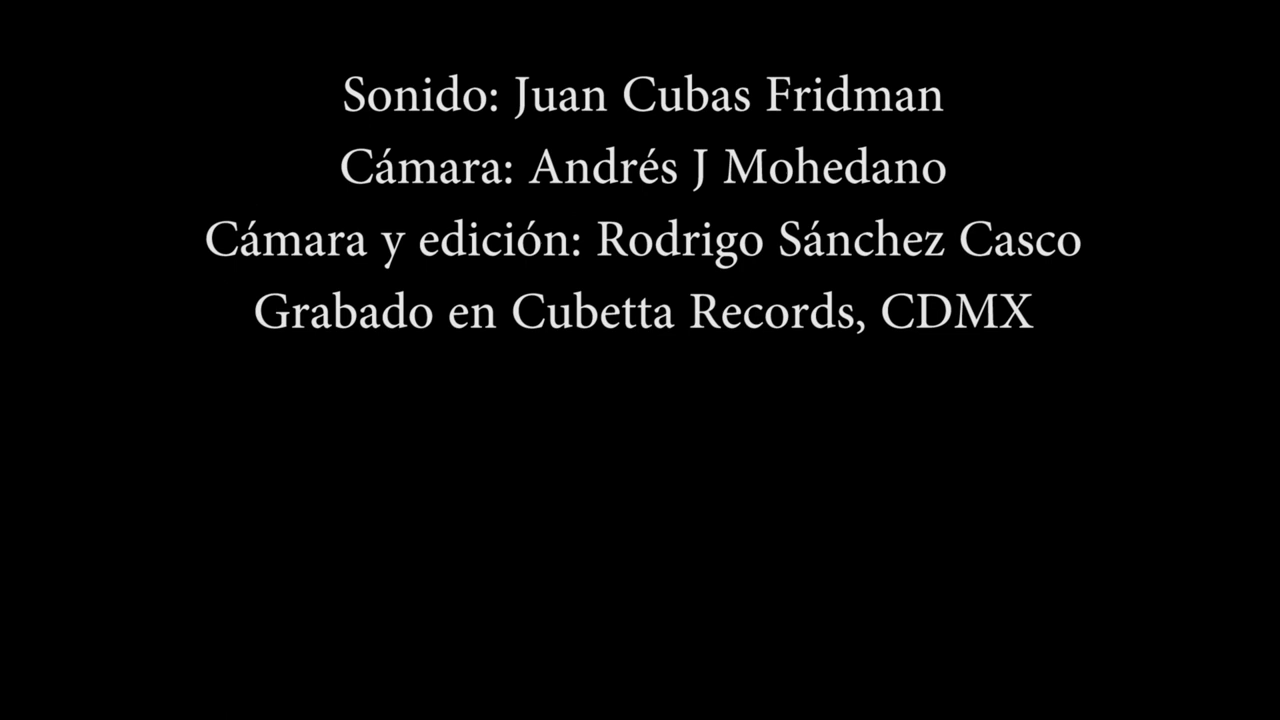 Sonido: Juan Cubas Fridman
Cámara: Andrés J Mohedano
Cámara y edición: Rodrigo Sánchez Casco
Grabado en Cubetta Records, CDMX